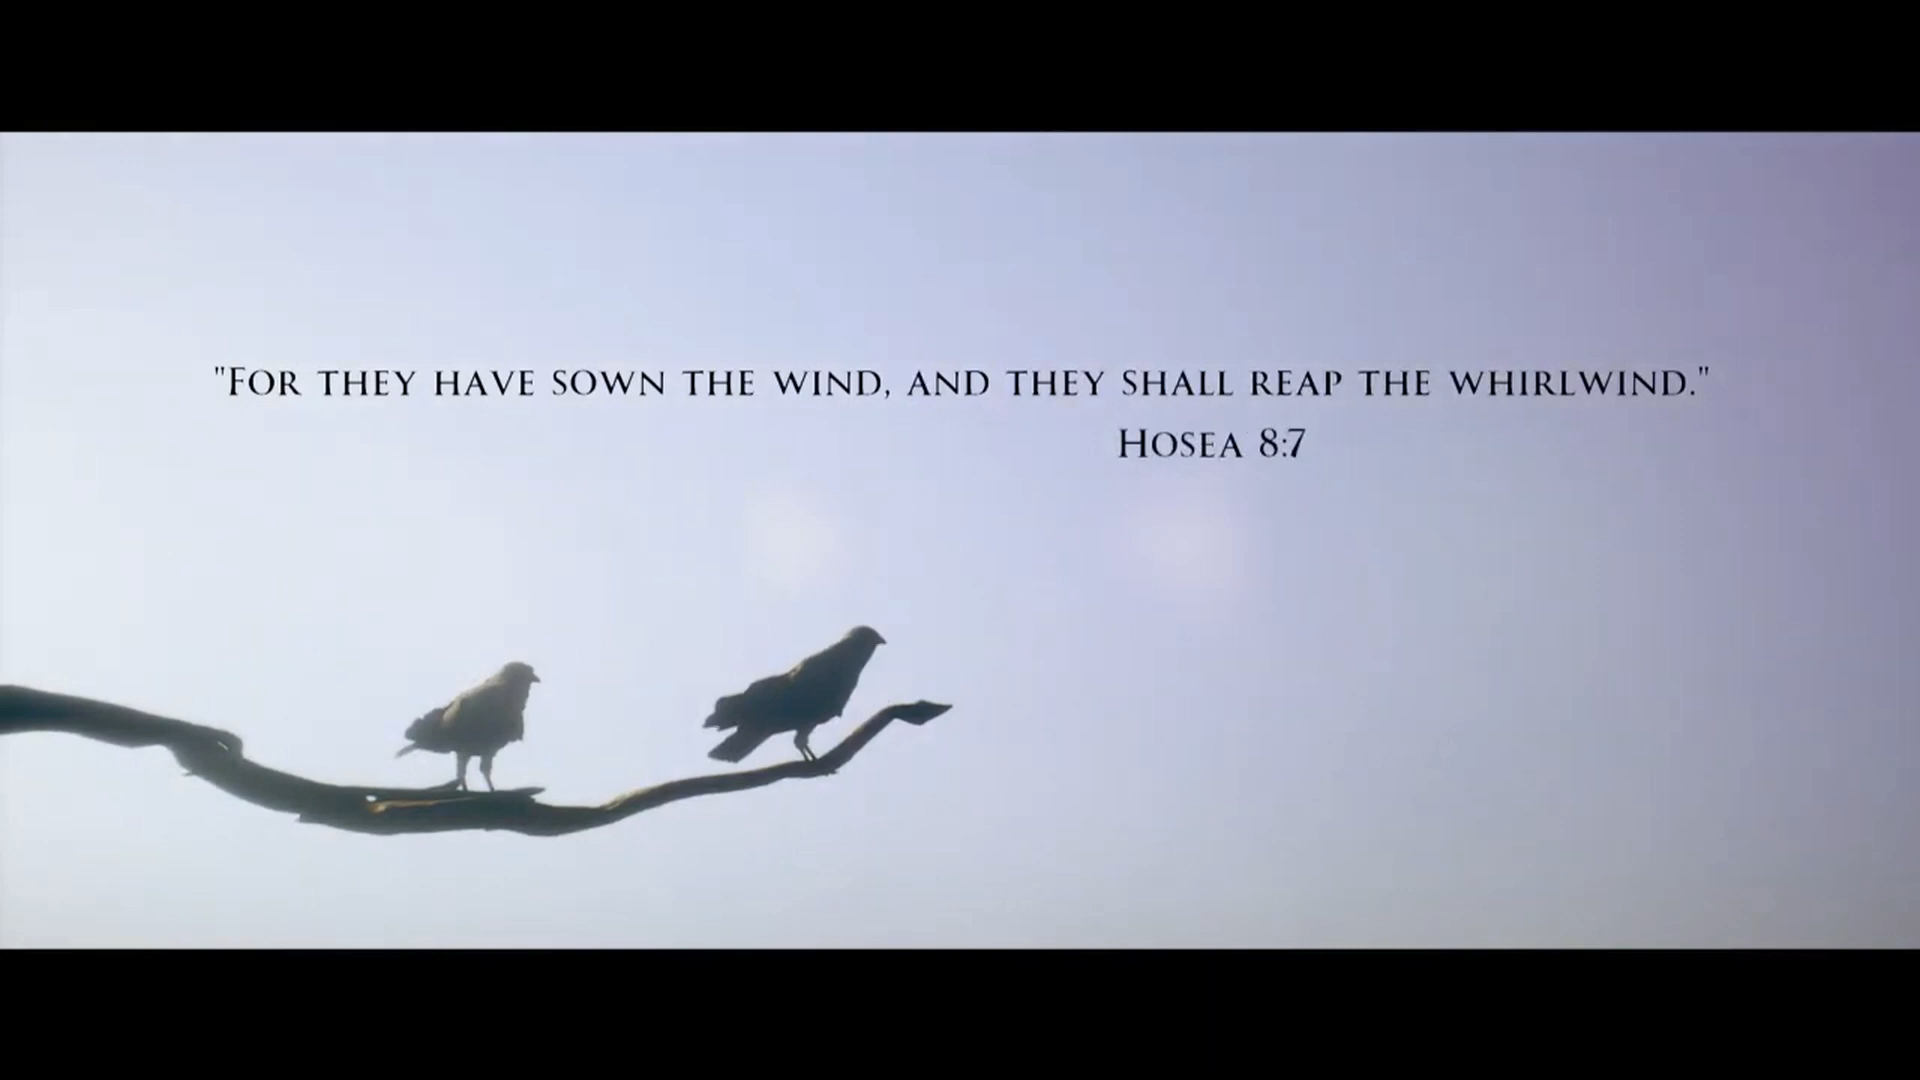 "For they have sown the wind, and they shall reap the whirlwind."
Hosea 8:7